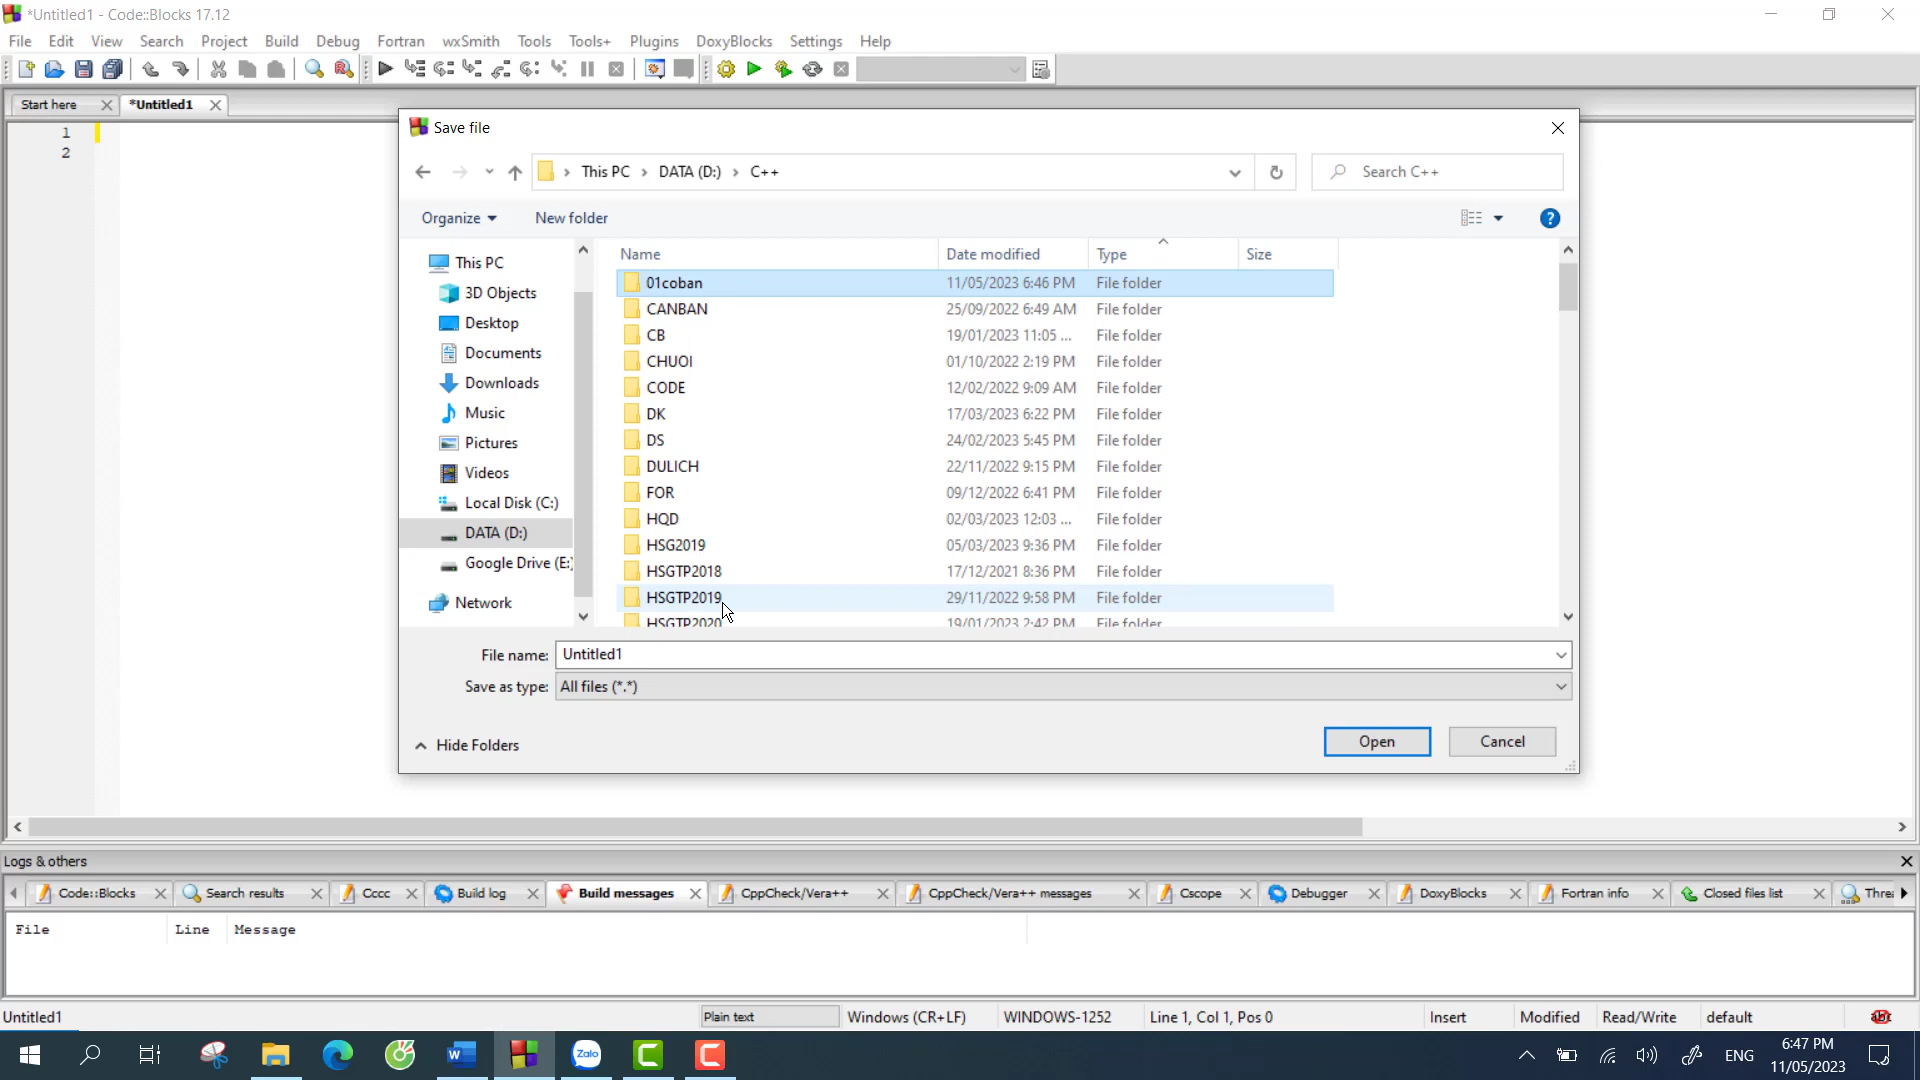 *Untitled1 - Code::Blocks 17.12
File Edit View Search Project Build Debug Fortran wxSmith Tools Tools+ Plugins DoxyBlocks Settings Help
Start here *Untitled1
1
2
Save file
This PC DATA (D:) C++ Search C++
Organize New folder
Name Date modified Type Size
This PC
3D Objects
Desktop
Documents
Downloads
Music
Pictures
Videos
Local Disk (C:)
DATA (D:)
Google Drive (E:
Network
01coban 11/05/2023 6:46 PM File folder
CANBAN 25/09/2022 6:49 AM File folder
CB 19/01/2023 11:05 ... File folder
CHUOI 01/10/2022 2:19 PM File folder
CODE 12/02/2022 9:09 AM File folder
DK 17/03/2023 6:22 PM File folder
DS 24/02/2023 5:45 PM File folder
DULICH 22/11/2022 9:15 PM File folder
FOR 09/12/2022 6:41 PM File folder
HQD 02/03/2023 12:03 ... File folder
HSG2019 05/03/2023 9:36 PM File folder
HSGTP2018 17/12/2021 8:36 PM File folder
HSGTP2019 29/11/2022 9:58 PM File folder
HSGTP2020 19/01/2023 2:42 PM File folder
File name: Untitled1
Save as type: All files (*.*)
Hide Folders Open Cancel
Logs & others
Code::Blocks Search results Cccc Build log Build messages CppCheck/Vera++ CppCheck/Vera++ messages Cscope Debugger DoxyBlocks Fortran info Closed files list Threa
File Line Message
Untitled1 Plain text Windows (CR+LF) WINDOWS-1252 Line 1, Col 1, Pos 0 Insert Modified Read/Write default abc
Zalo
ENG 6:47 PM
11/05/2023